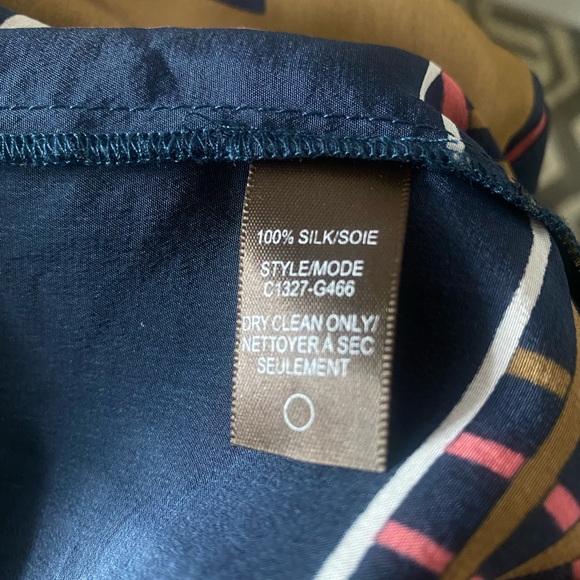 100% SILK/SOIE
STYLE/MODE
C1327-G466
DRY CLEAN ONLY/
NETTOYER À SEC
SEULEMENT